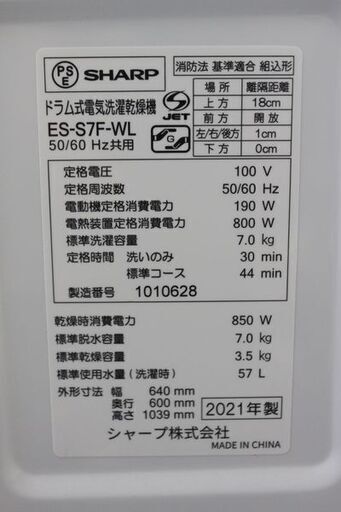 PSE SHARP
ドラム式電気洗濯乾燥機
ES-S7F-WL
50/60 Hz共用
JET
G
消防法 基準適合 組込形
場所 離隔距離
上方 18cm
前方 開放
左/右/後方 1cm
下方 0cm
定格電圧 100 V
定格周波数 50/60 Hz
電動機定格消費電力 190 W
電熱装置定格消費電力 800 W
標準洗濯容量 7.0 kg
定格時間 洗いのみ 30 min
標準コース 44 min
製造番号 1010628
乾燥時消費電力 850 W
標準脱水容量 7.0 kg
標準乾燥容量 3.5 kg
標準使用水量(洗濯時) 57 L
外形寸法 幅 640 mm
奥行 600 mm
高さ 1039 mm
2021年製
シャープ株式会社
MADE IN CHINA